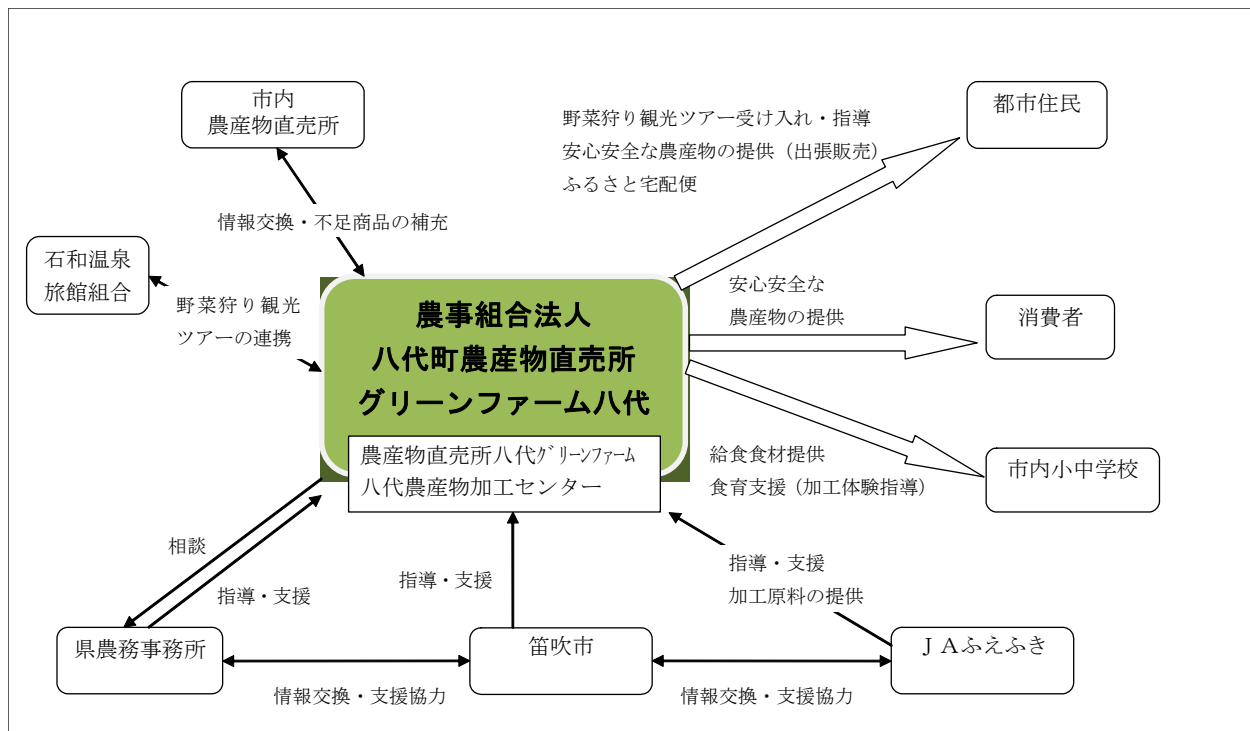 市内
農産物直売所
都市住民
野菜狩り観光ツアー受け入れ・指導
安心安全な農産物の提供（出張販売）
ふるさと宅配便
情報交換・不足商品の補充
石和温泉
旅館組合
野菜狩り観光
ツアーの連携
農事組合法人
八代町農産物直売所
グリーンファーム八代
安心安全な
農産物の提供
消費者
農産物直売所八代ｸﾞﾘｰﾝﾌｧｰﾑ
八代農産物加工センター
給食食材提供
食育支援（加工体験指導）
市内小中学校
相談
指導・支援
指導・支援
指導・支援
加工原料の提供
県農務事務所
笛吹市
ＪＡふえふき
情報交換・支援協力
情報交換・支援協力